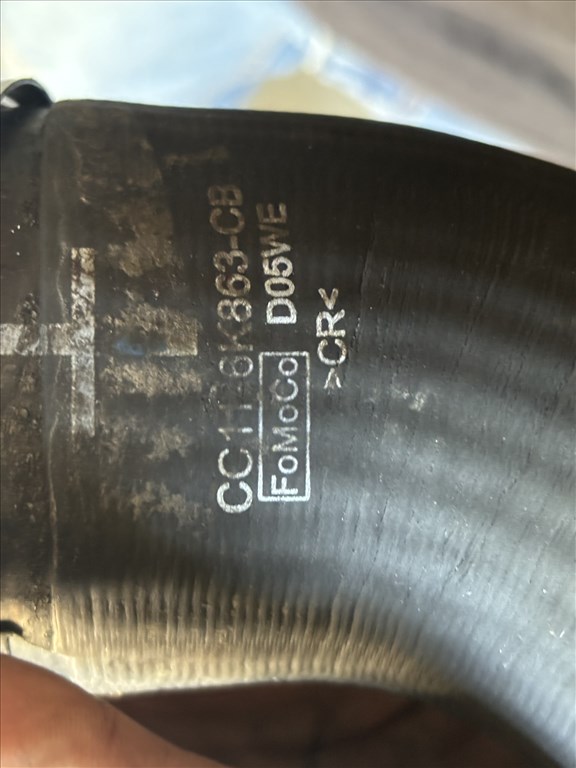 CC11-6K863-CB
FoMoCo D05WE
>CR<